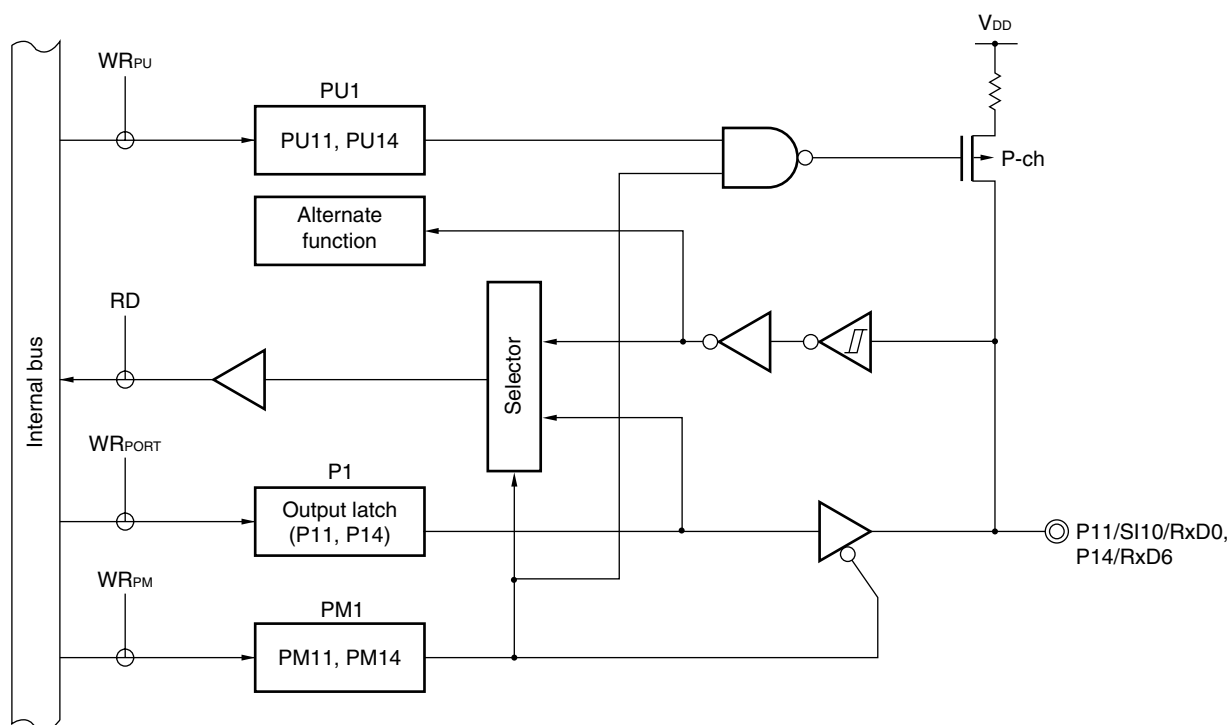 VDD
WRPU
PU1
PU11, PU14
P-ch
Alternate
function
RD
Selector
Internal bus
WRPORT
P1
Output latch
(P11, P14)
P11/SI10/RxD0,
P14/RxD6
WRPM
PM1
PM11, PM14